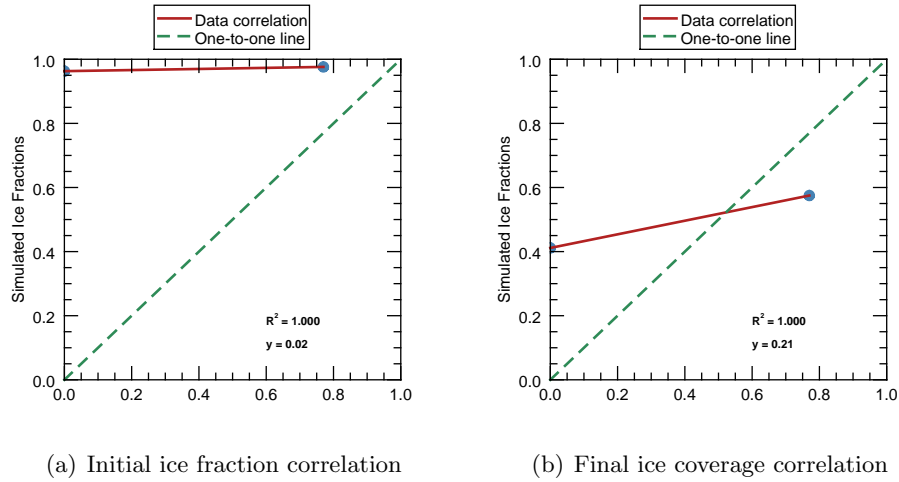 Data correlation
One-to-one line
Simulated Ice Fractions
1.0
0.8
0.6
0.4
0.2
0.0
R² = 1.000
y = 0.02
0.0 0.2 0.4 0.6 0.8 1.0
(a) Initial ice fraction correlation
Data correlation
One-to-one line
Simulated Ice Fractions
1.0
0.8
0.6
0.4
0.2
0.0
R² = 1.000
y = 0.21
0.0 0.2 0.4 0.6 0.8 1.0
(b) Final ice coverage correlation